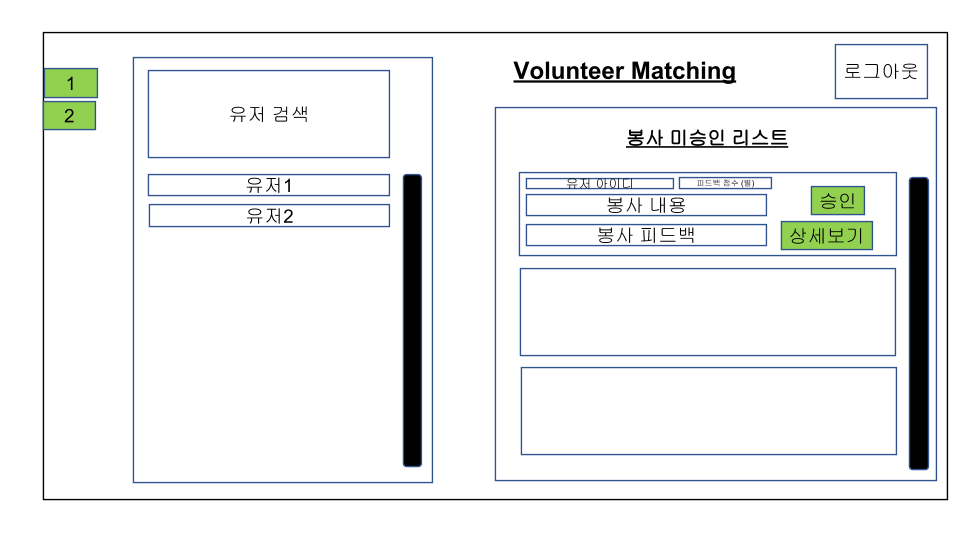 1
2
유저 검색
유저1
유저2
Volunteer Matching
로그아웃
봉사 미승인 리스트
유저 아이디
피드백 점수 (별)
봉사 내용
봉사 피드백
승인
상세보기